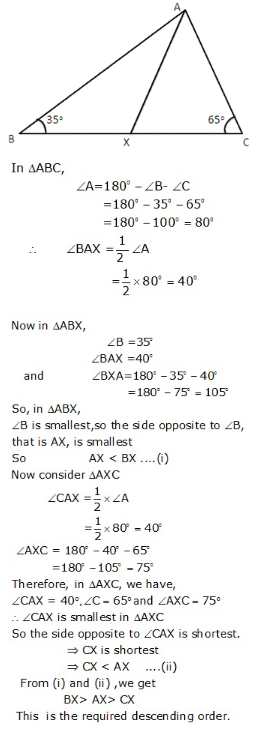 A
35°
65°
B
X
C
In ΔABC,
∠A=180° – ∠B- ∠C
=180° – 35° – 65°
=180° – 100° = 80°
∴ ∠BAX =1/2 ∠A
=1/2×80° = 40°
Now in ΔABX,
∠B =35°
∠BAX =40°
and ∠BXA=180° – 35° – 40°
=180° – 75° = 105°
So, in ΔABX,
∠B is smallest,so the side opposite to ∠B,
that is AX, is smallest
So AX < BX ....(i)
Now consider ΔAXC
∠CAX =1/2×∠A
=1/2×80° – 40°
∠AXC = 180° – 40° – 65°
=180° –105° –75°
Therefore, in ΔAXC, we have,
∠CAX = 40°,∠C – 65°and ∠AXC – 75°
∴ ∠CAX is smallest in ΔAXC
So the side opposite to ∠CAX is shortest.
⇒ CX is shortest
⇒ CX < AX ....(ii)
From (i) and (ii) ,we get
BX> AX> CX
This is the required descending order.